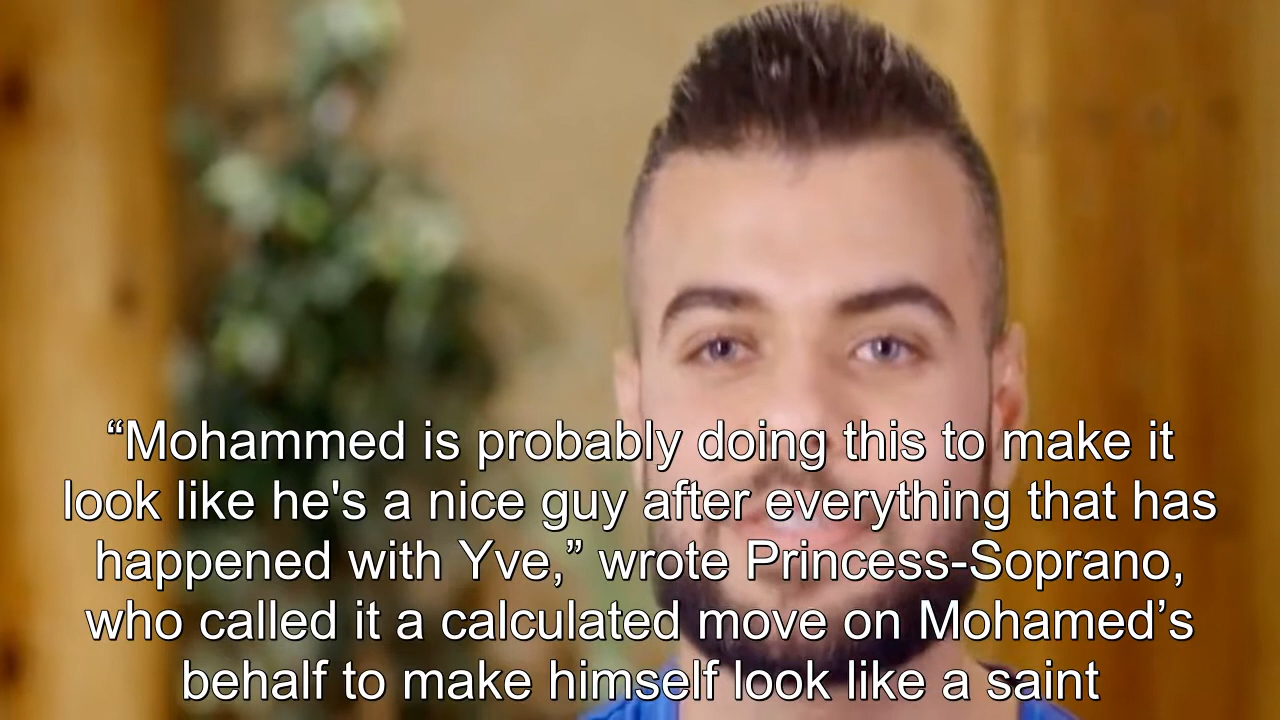 “Mohammed is probably doing this to make it
look like he's a nice guy after everything that has
happened with Yve,” wrote Princess-Soprano,
who called it a calculated move on Mohamed’s
behalf to make himself look like a saint